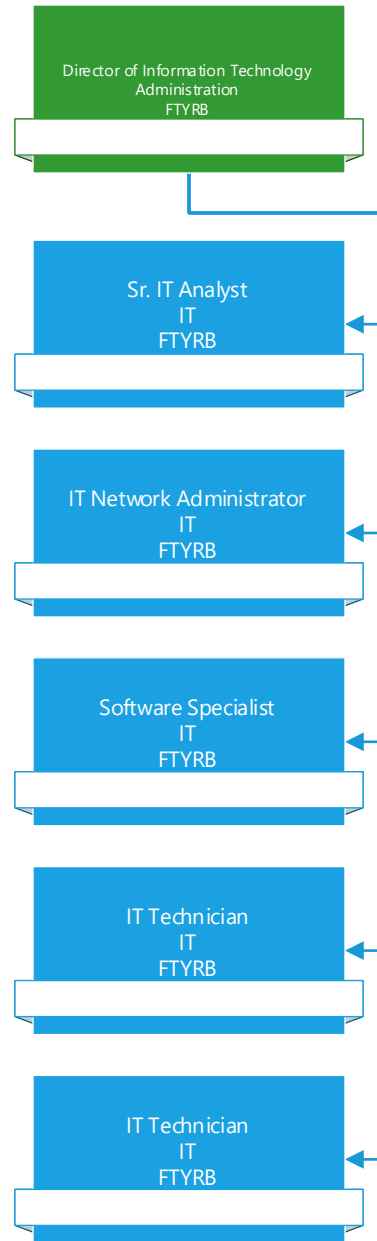 Director of Information Technology
Administration
FTYRB
Sr. IT Analyst
IT
FTYRB
IT Network Administrator
IT
FTYRB
Software Specialist
IT
FTYRB
IT Technician
IT
FTYRB
IT Technician
IT
FTYRB